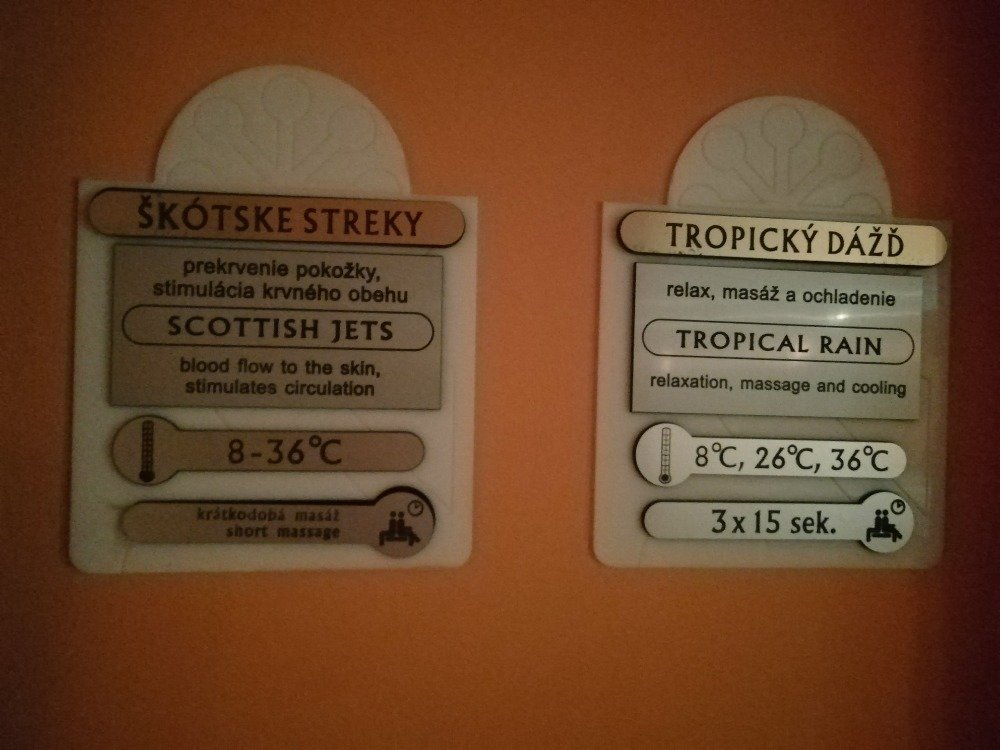 ŠKÓTSKE STREKY
prekrvenie pokožky,
stimulácia krvného obehu
SCOTTISH JETS
blood flow to the skin,
stimulates circulation
8-36°C
krátkodobá masáž
short massage
TROPICKÝ DÁŽĎ
relax, masáž a ochladenie
TROPICAL RAIN
relaxation, massage and cooling
8°C, 26°C, 36°C
3 x 15 sek.